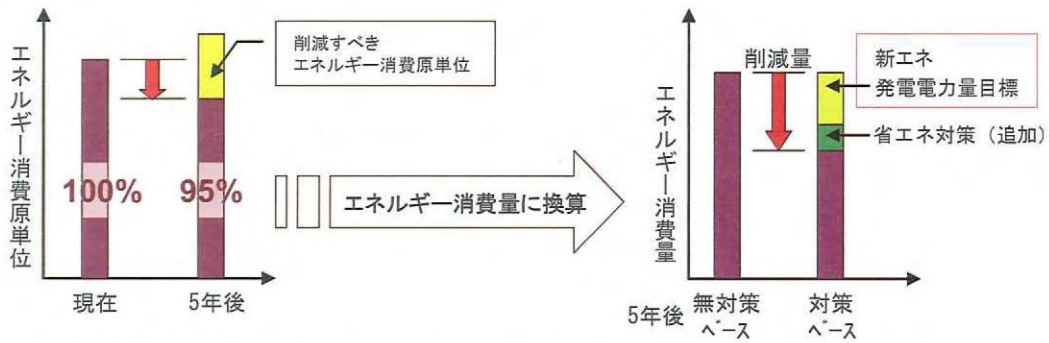 エネルギー消費原単位
削減すべき
エネルギー消費原単位
100%
95%
現在
5年後
エネルギー消費量に換算
エネルギー消費量
削減量
新エネ
発電電力量目標
省エネ対策（追加）
5年後
無対策
ベース
対策
ベース